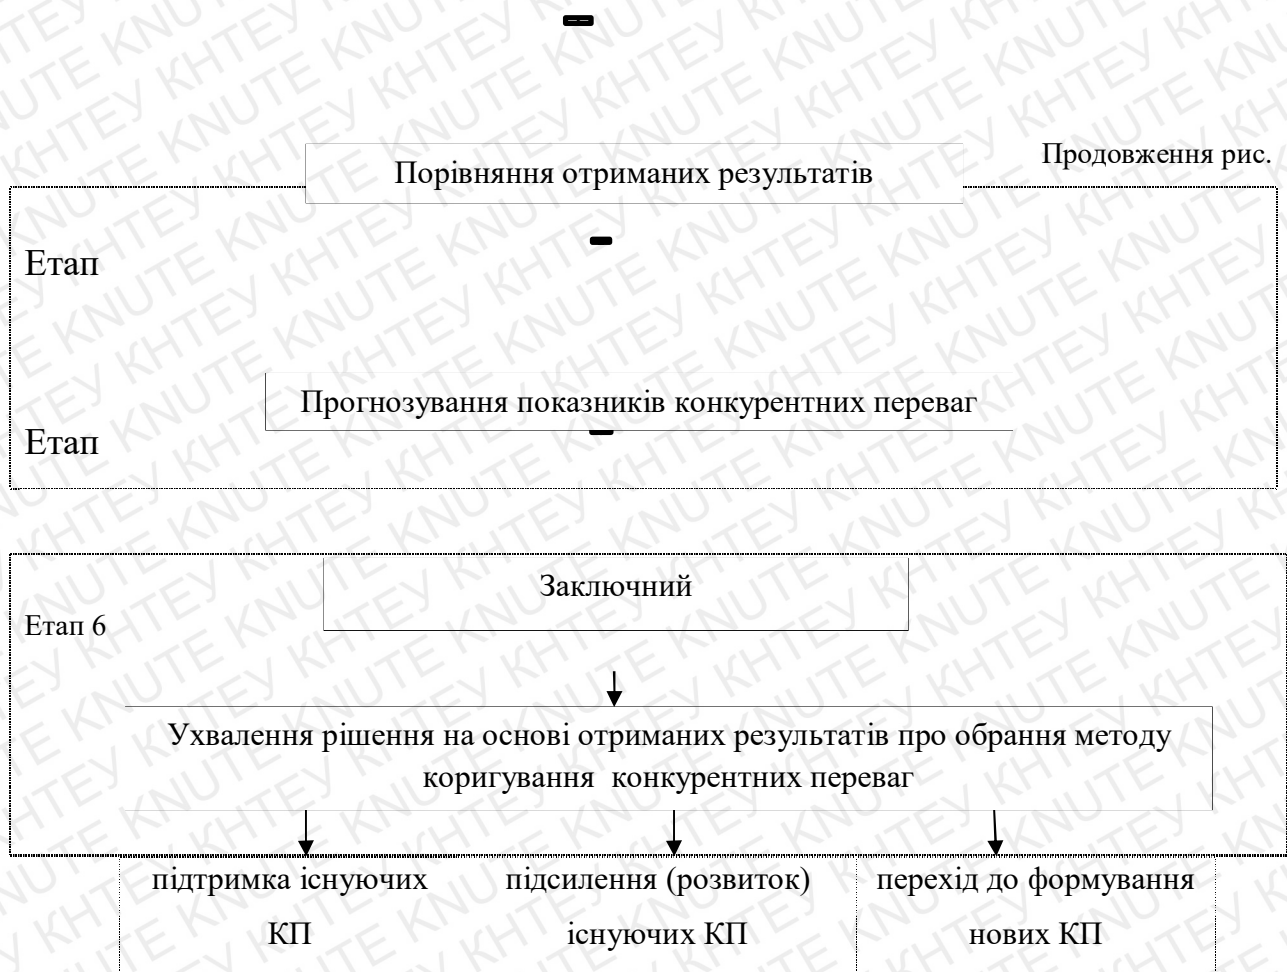 Продовження рис.
Порівняння отриманих результатів
Етап
Прогнозування показників конкурентних переваг
Етап
Заключний
Етап 6
Ухвалення рішення на основі отриманих результатів про обрання методу
коригування конкурентних переваг
підтримка існуючих
КП
підсилення (розвиток)
існуючих КП
перехід до формування
нових КП